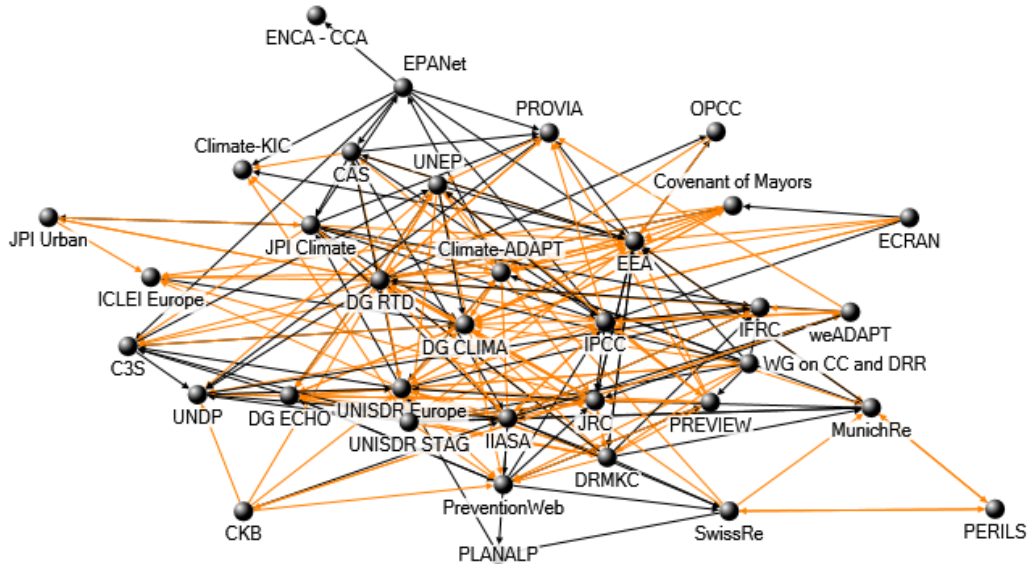 ENCA - CCA
EPANet
PROVIA
OPCC
Climate-KIC
CAS
UNEP
Covenant of Mayors
JPI Urban
JPI Climate
Climate-ADAPT
EEA
ECRAN
ICLEI Europe
DG RTD
DG CLIMA
IPCC
IFRC
weADAPT
C3S
WG on CC and DRR
UNDP
DG ECHO
UNISDR Europe
UNISDR STAG
IIASA
JRC
PREVIEW
MunichRe
DRMKC
PreventionWeb
CKB
SwissRe
PERILS
PLANALP